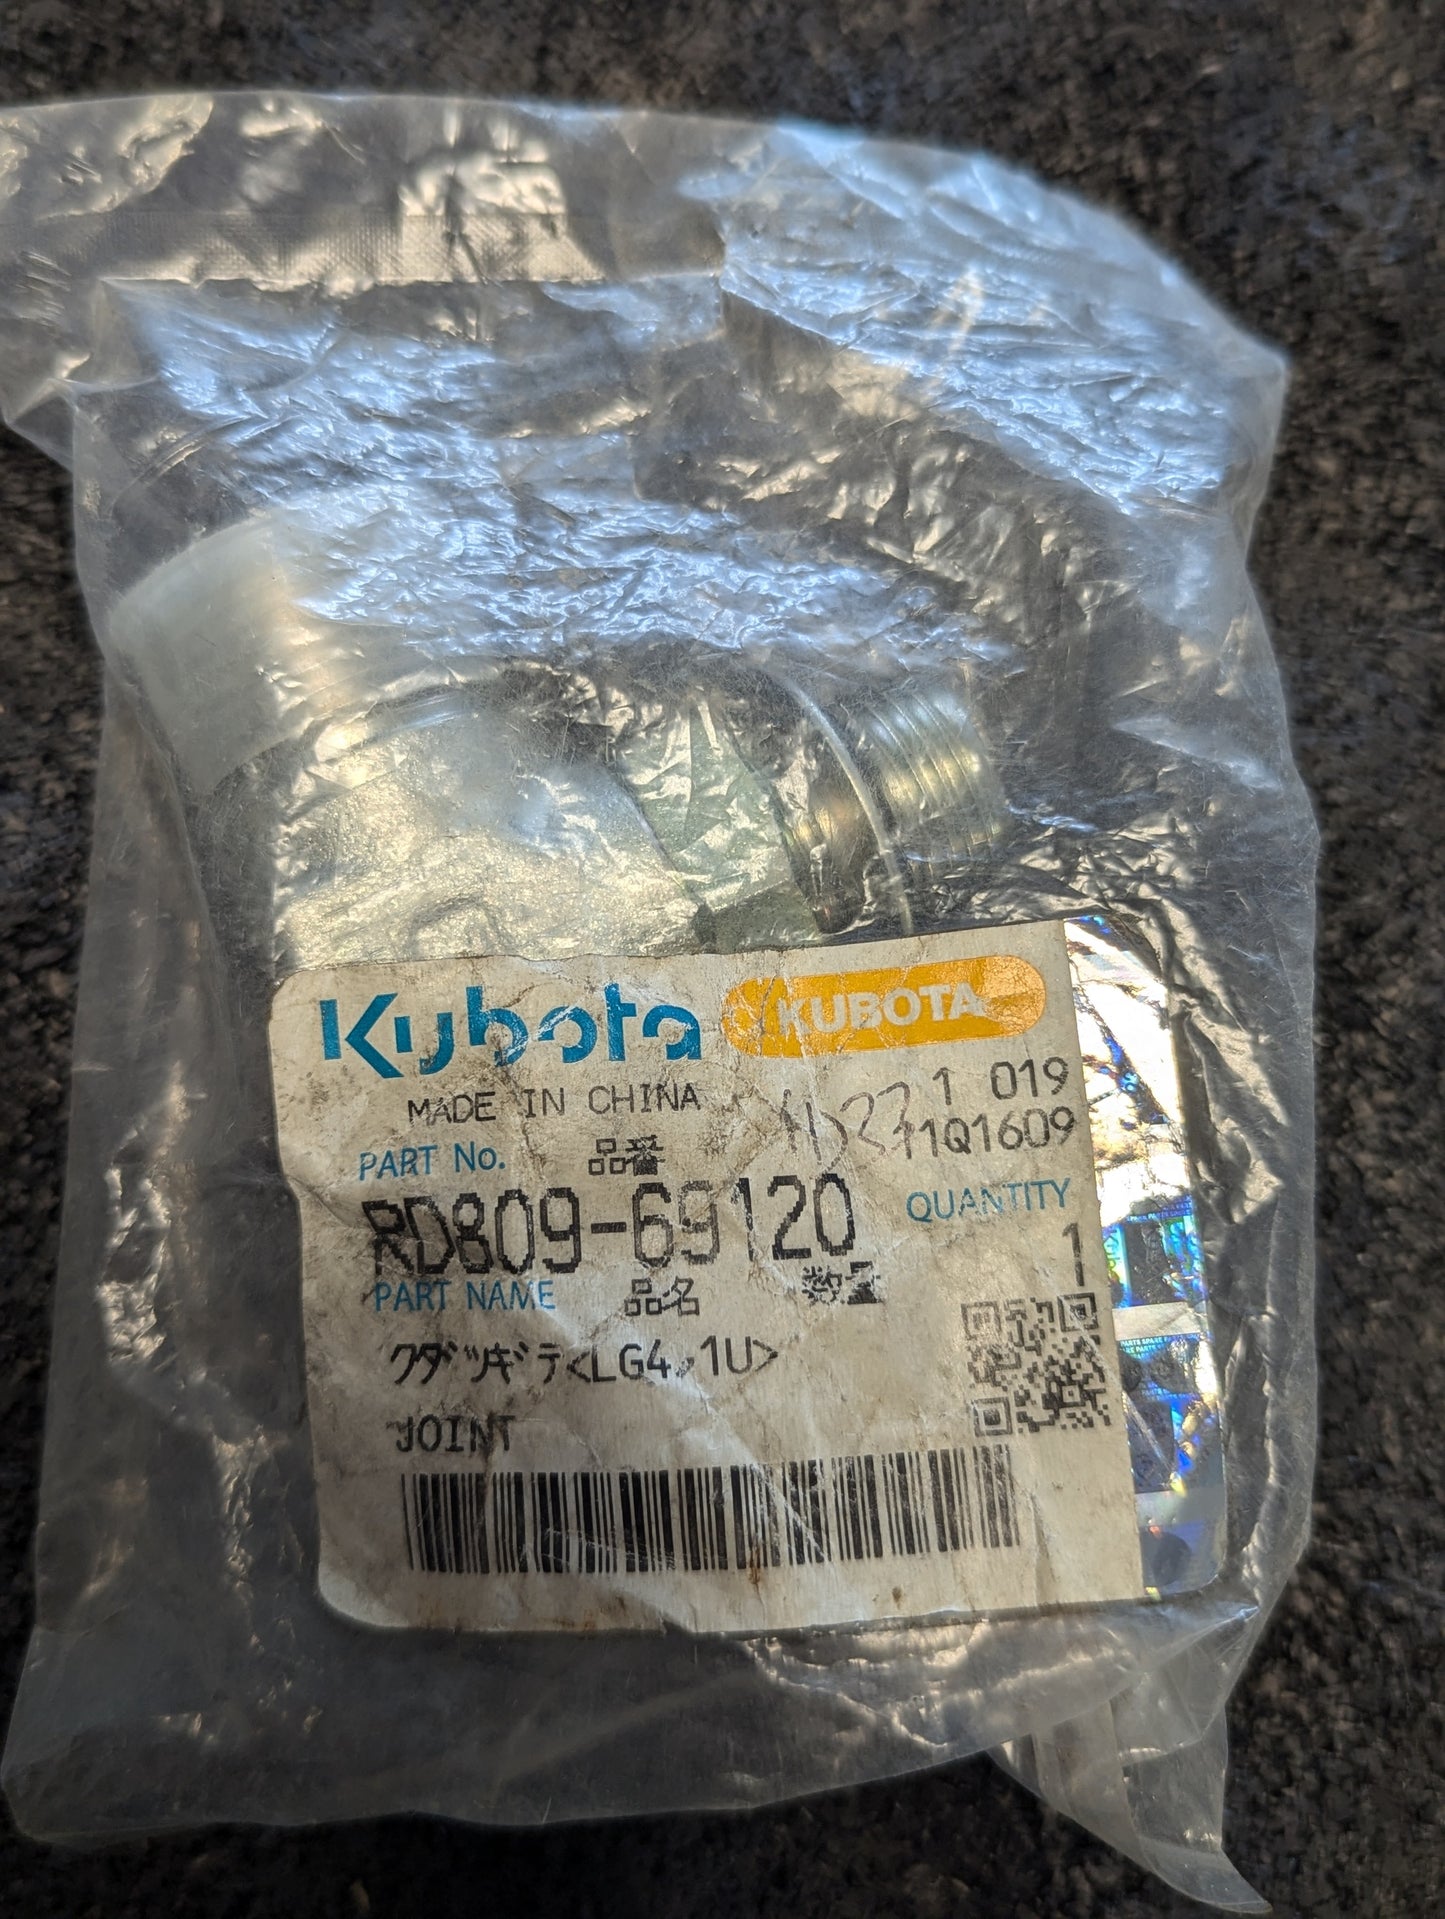 Kubota KUBOTA
MADE IN CHINA
1 019
11Q1609
PART No. 品番
RD809-69120
QUANTITY
1
PART NAME 品名 数量
クダツギテ<LG4,1U>
JOINT